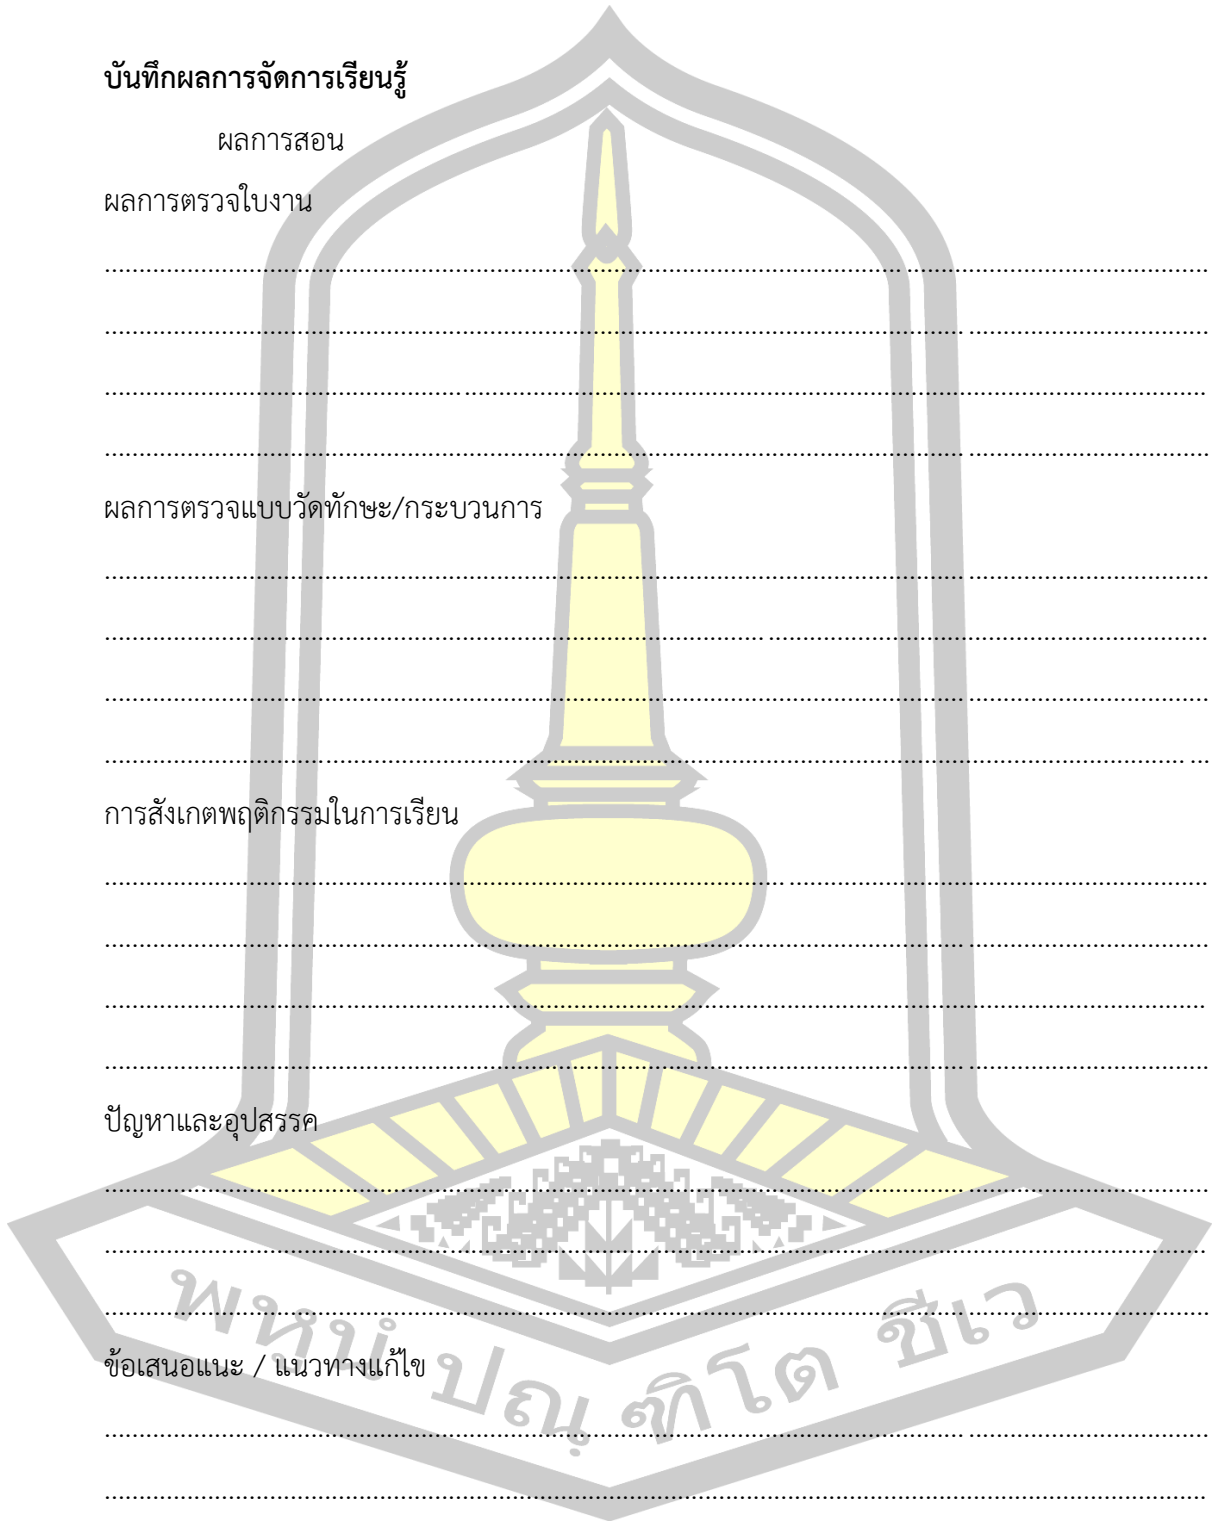 บันทึกผลการจัดการเรียนรู้
ผลการสอน
ผลการตรวจใบงาน
................................................................................................................................................................
................................................................................................................................................................
................................................................................................................................................................
................................................................................................................................................................
ผลการตรวจแบบวัดทักษะ/กระบวนการ
................................................................................................................................................................
................................................................................................................................................................
................................................................................................................................................................
................................................................................................................................................................
การสังเกตพฤติกรรมในการเรียน
................................................................................................................................................................
................................................................................................................................................................
................................................................................................................................................................
................................................................................................................................................................
ปัญหาและอุปสรรค
................................................................................................................................................................
................................................................................................................................................................
................................................................................................................................................................
ข้อเสนอแนะ / แนวทางแก้ไข
................................................................................................................................................................
................................................................................................................................................................
พหูนํ ปณฺฑิโต ชีเว